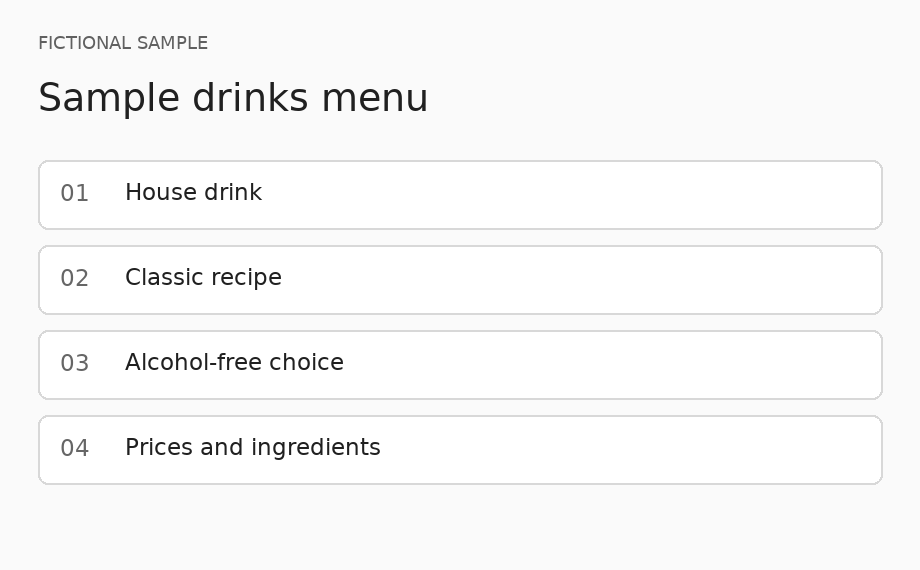 FICTIONAL SAMPLE
Sample drinks menu
01 House drink
02 Classic recipe
03 Alcohol-free choice
04 Prices and ingredients